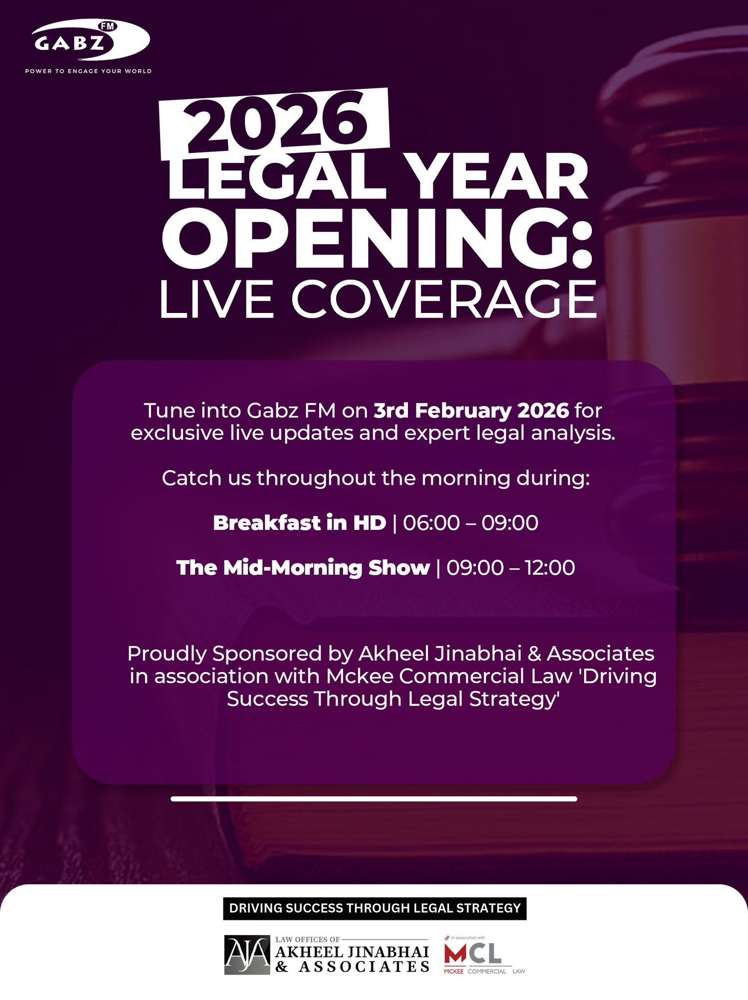 GABZ FM
POWER TO ENGAGE YOUR WORLD
2026
LEGAL YEAR
OPENING:
LIVE COVERAGE
Tune into Gabz FM on 3rd February 2026 for
exclusive live updates and expert legal analysis.
Catch us throughout the morning during:
Breakfast in HD | 06:00 – 09:00
The Mid-Morning Show | 09:00 – 12:00
Proudly Sponsored by Akheel Jinabhai & Associates
in association with Mckee Commercial Law 'Driving
Success Through Legal Strategy'
DRIVING SUCCESS THROUGH LEGAL STRATEGY
AJA
LAW OFFICES OF
AKHEEL JINABHAI
& ASSOCIATES
In association with
MCL
MCKEE COMMERCIAL LAW